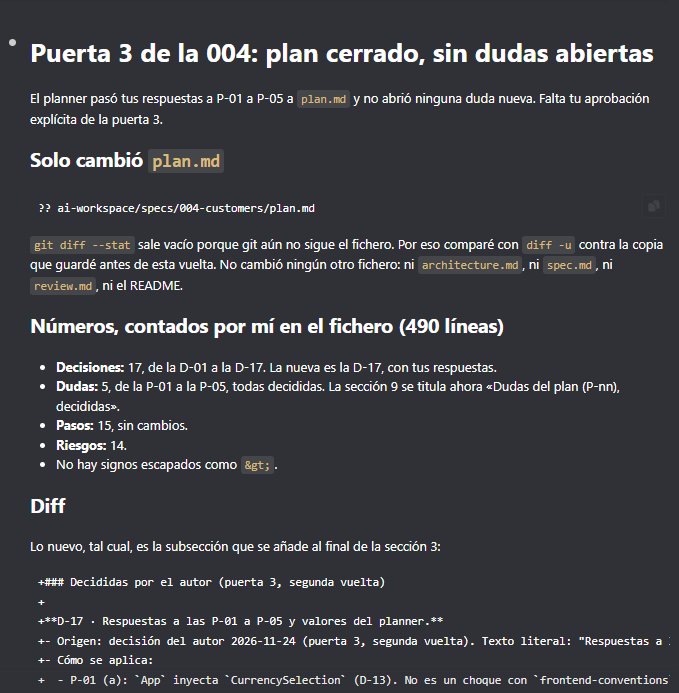 Puerta 3 de la 004: plan cerrado, sin dudas abiertas
El planner pasó tus respuestas a P-01 a P-05 a plan.md y no abrió ninguna duda nueva. Falta tu aprobación
explícita de la puerta 3.
Solo cambió plan.md
?? ai-workspace/specs/004-customers/plan.md
git diff --stat sale vacío porque git aún no sigue el fichero. Por eso comparé con diff -u contra la copia
que guardé antes de esta vuelta. No cambió ningún otro fichero: ni architecture.md, ni spec.md, ni
review.md, ni el README.
Números, contados por mí en el fichero (490 líneas)
• Decisiones: 17, de la D-01 a la D-17. La nueva es la D-17, con tus respuestas.
• Dudas: 5, de la P-01 a la P-05, todas decididas. La sección 9 se titula ahora «Dudas del plan (P-nn),
decididas».
• Pasos: 15, sin cambios.
• Riesgos: 14.
• No hay signos escapados como &gt;.
Diff
Lo nuevo, tal cual, es la subsección que se añade al final de la sección 3:
+### Decididas por el autor (puerta 3, segunda vuelta)
+
+**D-17 · Respuestas a las P-01 a P-05 y valores del planner.**
+- Origen: decisión del autor 2026-11-24 (puerta 3, segunda vuelta). Texto literal: "Respuestas a
+- Cómo se aplica:
+  - P-01 (a): `App` inyecta `CurrencySelection` (D-13). No es un choque con `frontend-conventions